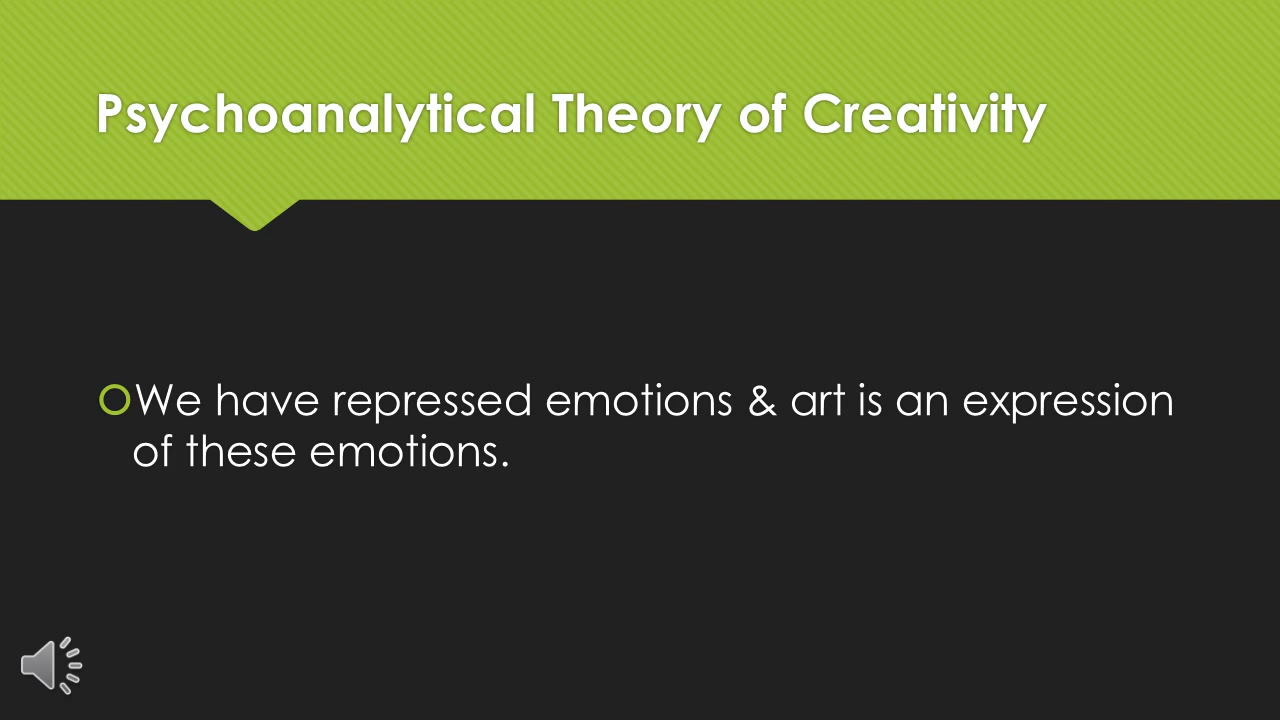 Psychoanalytical Theory of Creativity
We have repressed emotions & art is an expression
of these emotions.